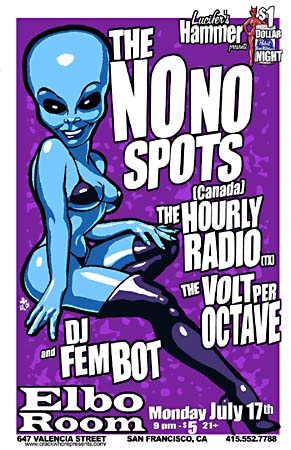 Lucifer's
Hammer
presents
$1
DOLLAR
NIGHT
THE
NO NO
SPOTS
(Canada)
THE HOURLY
RADIO (TX)
THE VOLT PER
OCTAVE
DJ
and FEMBOT
Elbo
Room
Monday July 17th
9 pm - $5 21+
647 VALENCIA STREET SAN FRANCISCO, CA 415.552.7788